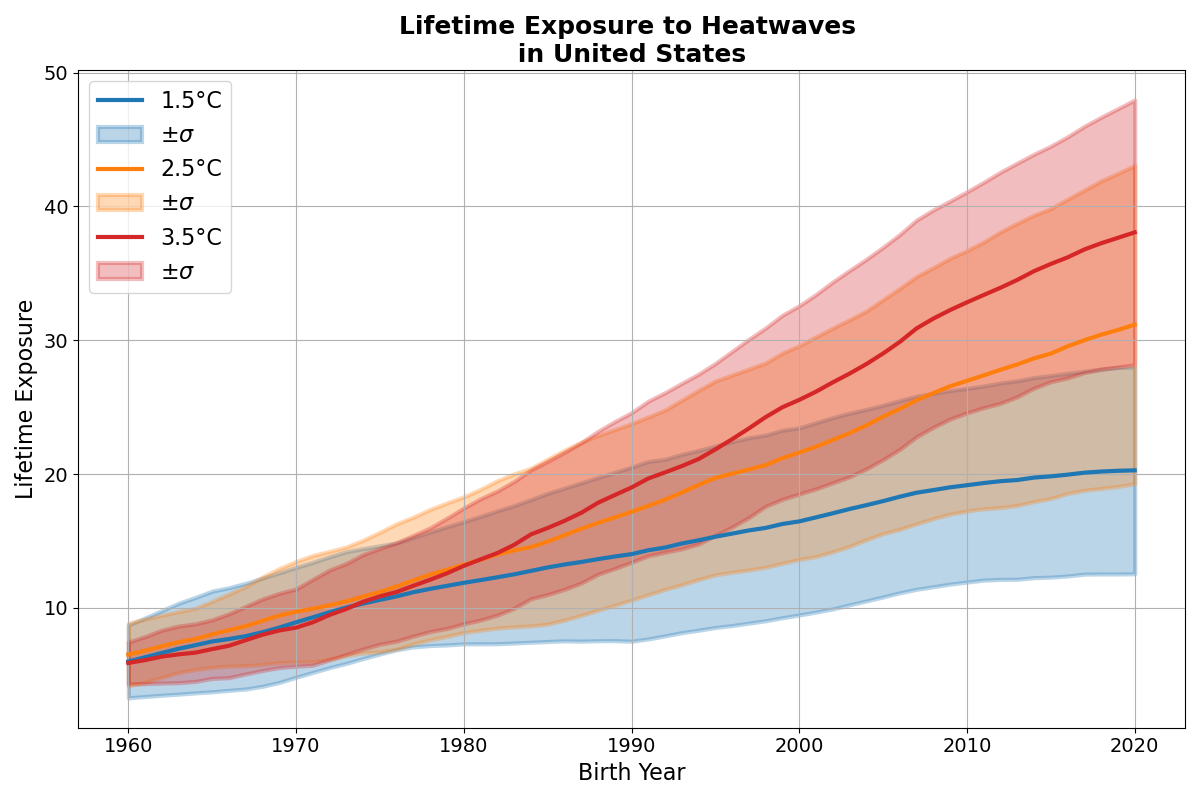 Lifetime Exposure to Heatwaves
in United States
1.5°C
±σ
2.5°C
±σ
3.5°C
±σ
Lifetime Exposure
50
40
30
20
10
1960 1970 1980 1990 2000 2010 2020
Birth Year